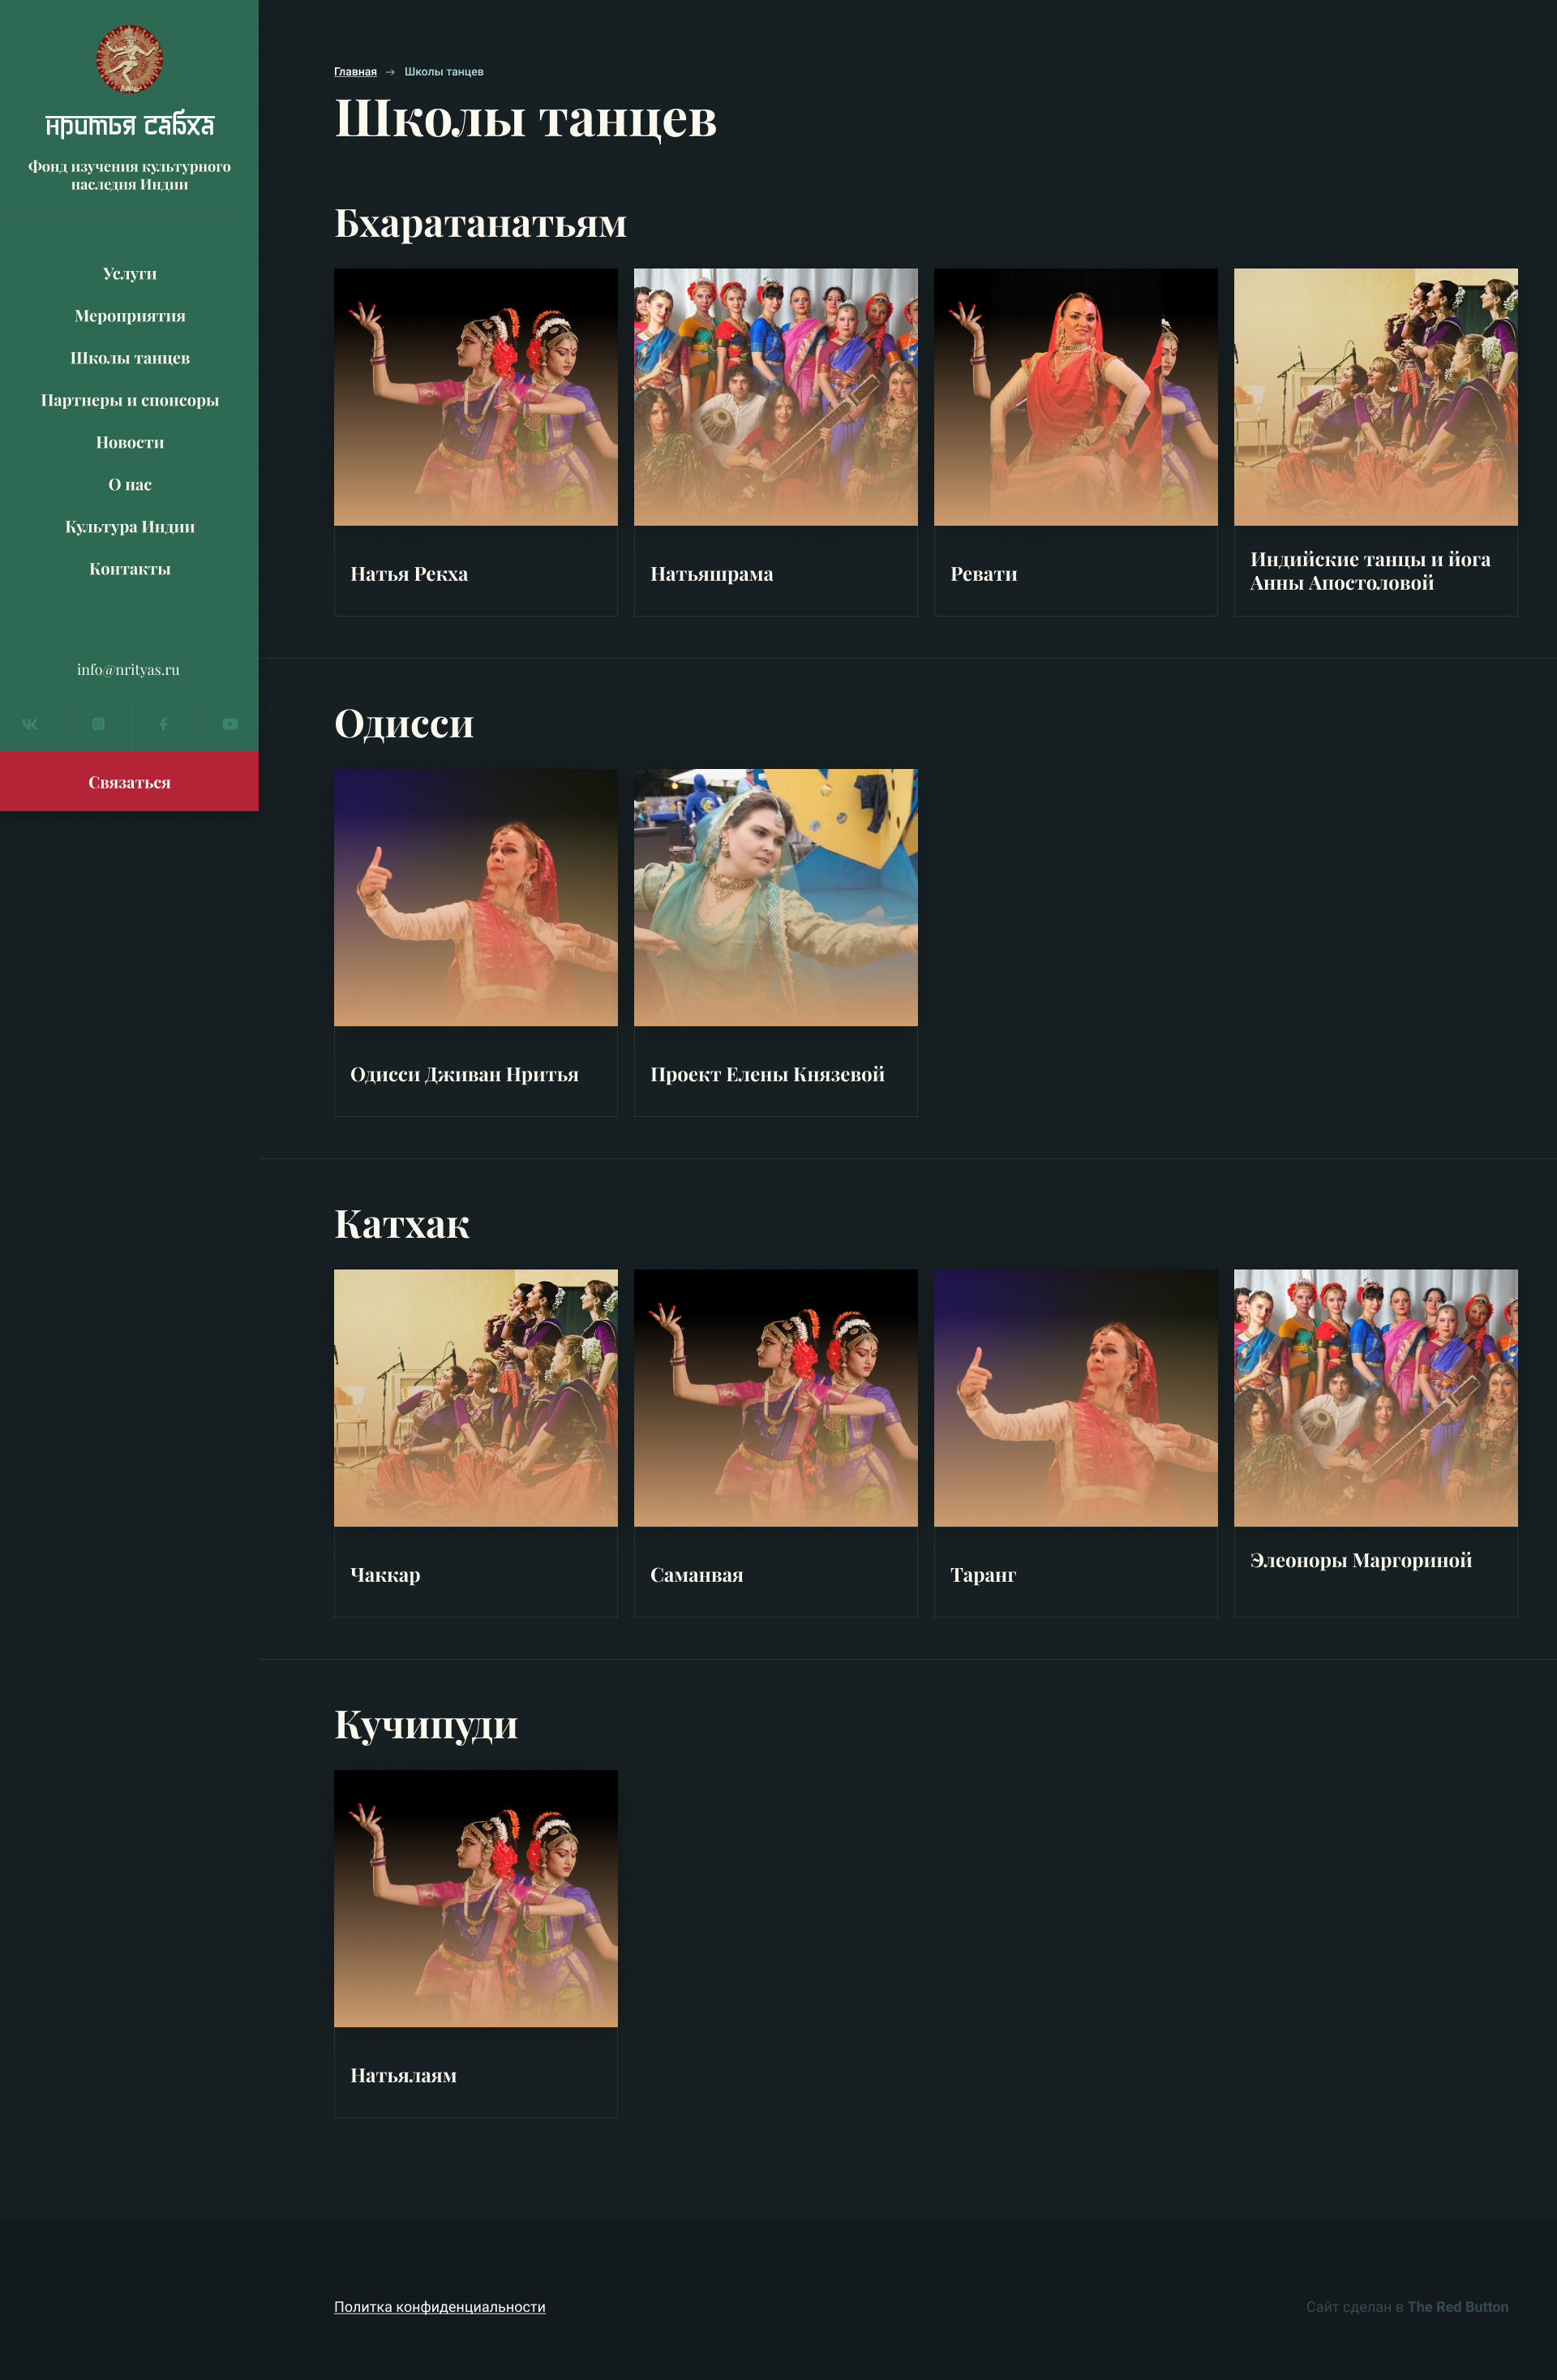 Нритья Сабха
Фонд изучения культурного
наследия Индии
Услуги
Мероприятия
Школы танцев
Партнеры и спонсоры
Новости
О нас
Культура Индии
Контакты
info@nrityas.ru
Связаться
Главная → Школы танцев
Школы танцев
Бхаратанатьям
Натья Рекха
Натьяшрама
Ревати
Индийские танцы и йога
Анны Апостоловой
Одисси
Одисси Дживан Нритья
Проект Елены Князевой
Катхак
Чаккар
Саманвая
Таранг
Элеоноры Маргориной
Кучипуди
Натьялаям
Политка конфиденциальности
Сайт сделан в The Red Button